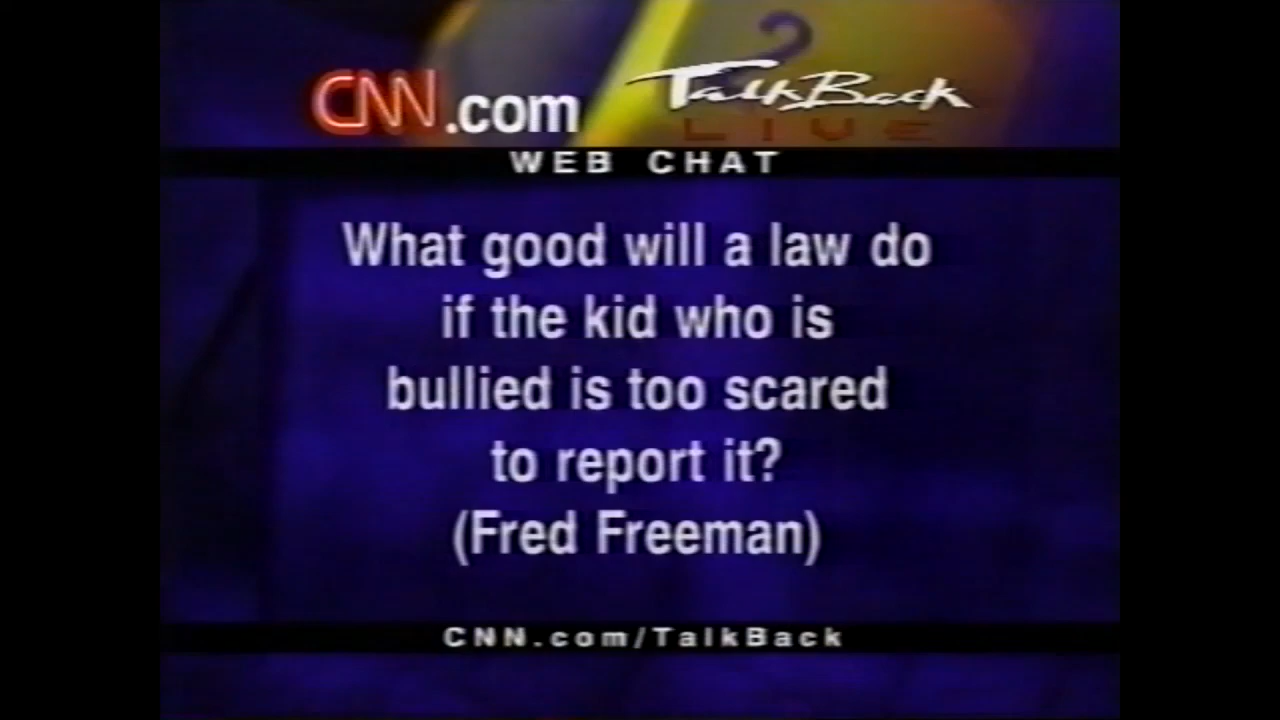 CNN.com
TalkBack
LIVE
WEB CHAT
What good will a law do
if the kid who is
bullied is too scared
to report it?
(Fred Freeman)
CNN.com/TalkBack